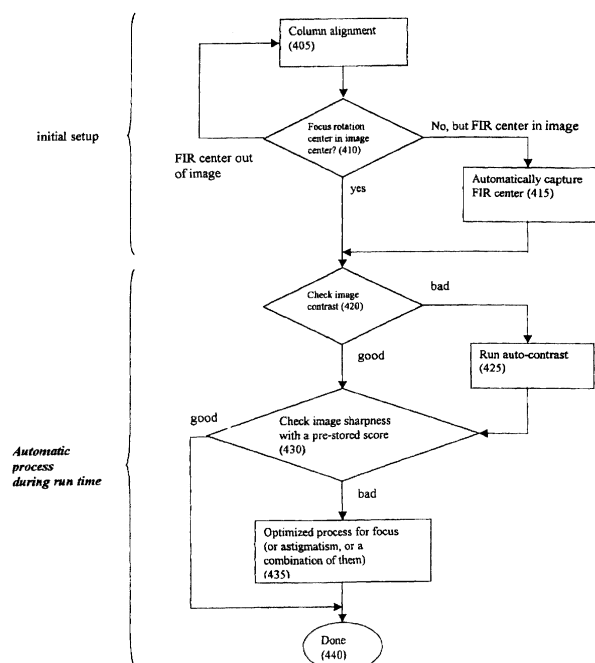 Column alignment
(405)
initial setup
Focus rotation
center in image
center? (410)
No, but FIR center in image
FIR center out
of image
yes
Automatically capture
FIR center (415)
Check image
contrast (420)
bad
good
Run auto-contrast
(425)
good
Check image sharpness
with a pre-stored score
(430)
Automatic
process
during run time
bad
Optimized process for focus
(or astigmatism, or a
combination of them)
(435)
Done
(440)